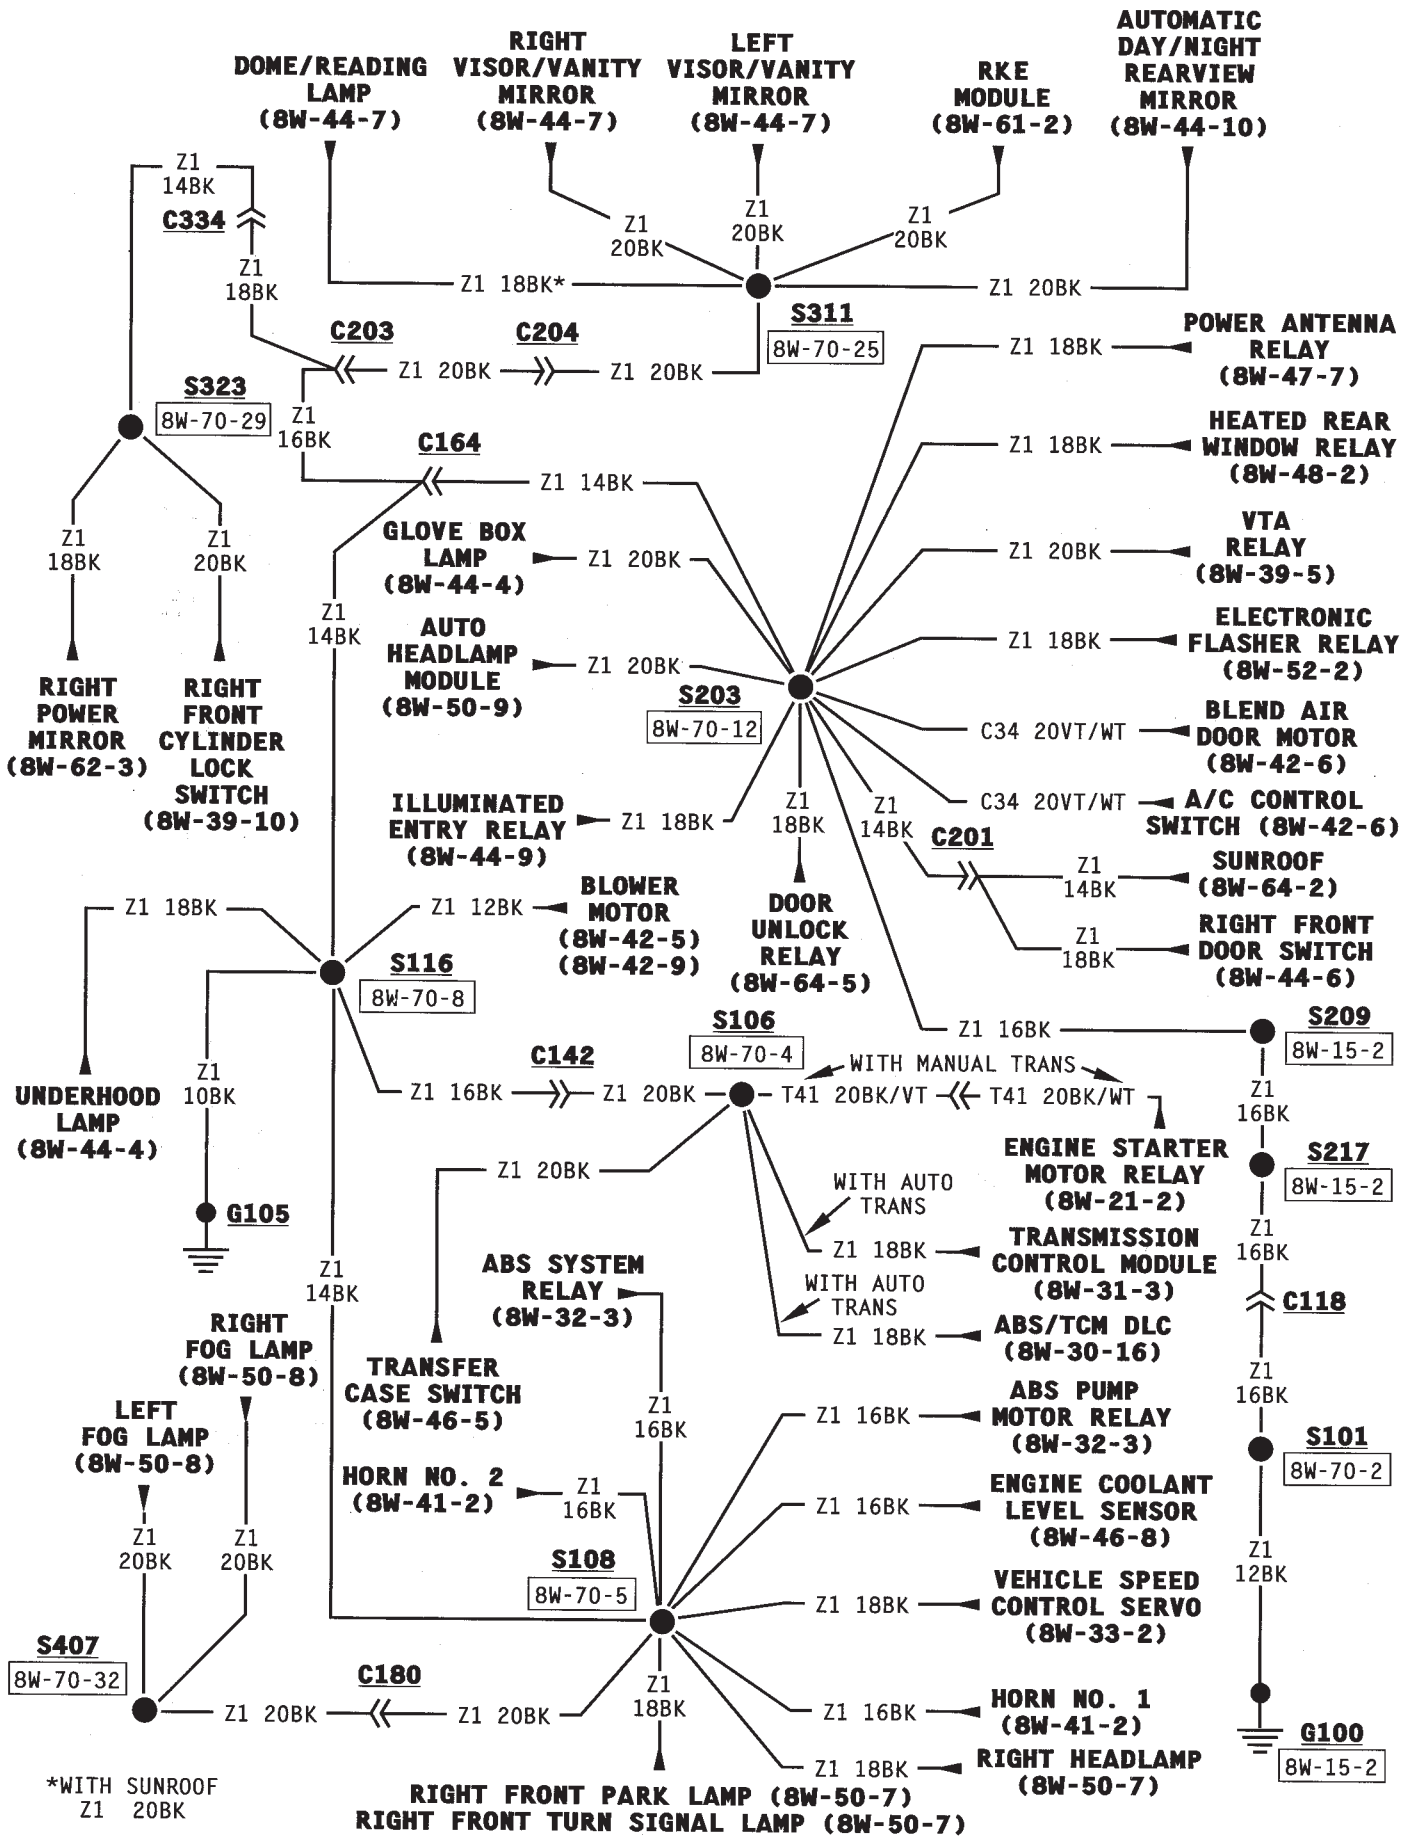 DOME/READING
LAMP
(8W-44-7)
RIGHT
VISOR/VANITY
MIRROR
(8W-44-7)
LEFT
VISOR/VANITY
MIRROR
(8W-44-7)
RKE
MODULE
(8W-61-2)
AUTOMATIC
DAY/NIGHT
REARVIEW
MIRROR
(8W-44-10)
Z1
14BK
C334
Z1
18BK
Z1
20BK
Z1
20BK
Z1
20BK
Z1 18BK*
Z1 20BK
S311
8W-70-25
C203
C204
Z1 20BK
Z1 20BK
S323
8W-70-29
Z1
16BK
C164
Z1 14BK
Z1 18BK
POWER ANTENNA
RELAY
(8W-47-7)
Z1 18BK
HEATED REAR
WINDOW RELAY
(8W-48-2)
Z1
18BK
Z1
20BK
GLOVE BOX
LAMP
(8W-44-4)
Z1 20BK
Z1 20BK
VTA
RELAY
(8W-39-5)
Z1
14BK
AUTO
HEADLAMP
MODULE
(8W-50-9)
Z1 20BK
Z1 18BK
ELECTRONIC
FLASHER RELAY
(8W-52-2)
RIGHT
POWER
MIRROR
(8W-62-3)
RIGHT
FRONT
CYLINDER
LOCK
SWITCH
(8W-39-10)
S203
8W-70-12
C34 20VT/WT
BLEND AIR
DOOR MOTOR
(8W-42-6)
C34 20VT/WT
A/C CONTROL
SWITCH (8W-42-6)
ILLUMINATED
ENTRY RELAY
(8W-44-9)
Z1 18BK
Z1
18BK
Z1
14BK
C201
Z1
14BK
SUNROOF
(8W-64-2)
Z1 18BK
Z1 12BK
BLOWER
MOTOR
(8W-42-5)
(8W-42-9)
DOOR
UNLOCK
RELAY
(8W-64-5)
Z1
18BK
RIGHT FRONT
DOOR SWITCH
(8W-44-6)
S116
8W-70-8
S106
8W-70-4
Z1 16BK
S209
8W-15-2
UNDERHOOD
LAMP
(8W-44-4)
Z1
10BK
Z1 16BK
C142
Z1 20BK
WITH MANUAL TRANS
T41 20BK/VT
T41 20BK/WT
Z1
16BK
ENGINE STARTER
MOTOR RELAY
(8W-21-2)
S217
8W-15-2
Z1 20BK
WITH AUTO
TRANS
G105
Z1 18BK
TRANSMISSION
CONTROL MODULE
(8W-31-3)
Z1
16BK
Z1
14BK
ABS SYSTEM
RELAY
(8W-32-3)
WITH AUTO
TRANS
C118
Z1 18BK
ABS/TCM DLC
(8W-30-16)
RIGHT
FOG LAMP
(8W-50-8)
TRANSFER
CASE SWITCH
(8W-46-5)
Z1
16BK
Z1 16BK
ABS PUMP
MOTOR RELAY
(8W-32-3)
Z1
16BK
LEFT
FOG LAMP
(8W-50-8)
S101
8W-70-2
HORN NO. 2
(8W-41-2)
Z1
16BK
Z1 16BK
ENGINE COOLANT
LEVEL SENSOR
(8W-46-8)
Z1
20BK
Z1
20BK
S108
8W-70-5
Z1 18BK
VEHICLE SPEED
CONTROL SERVO
(8W-33-2)
Z1
12BK
S407
8W-70-32
Z1 20BK
C180
Z1 20BK
Z1
18BK
Z1 16BK
HORN NO. 1
(8W-41-2)
G100
8W-15-2
Z1 18BK
RIGHT HEADLAMP
(8W-50-7)
*WITH SUNROOF
Z1 20BK
RIGHT FRONT PARK LAMP (8W-50-7)
RIGHT FRONT TURN SIGNAL LAMP (8W-50-7)